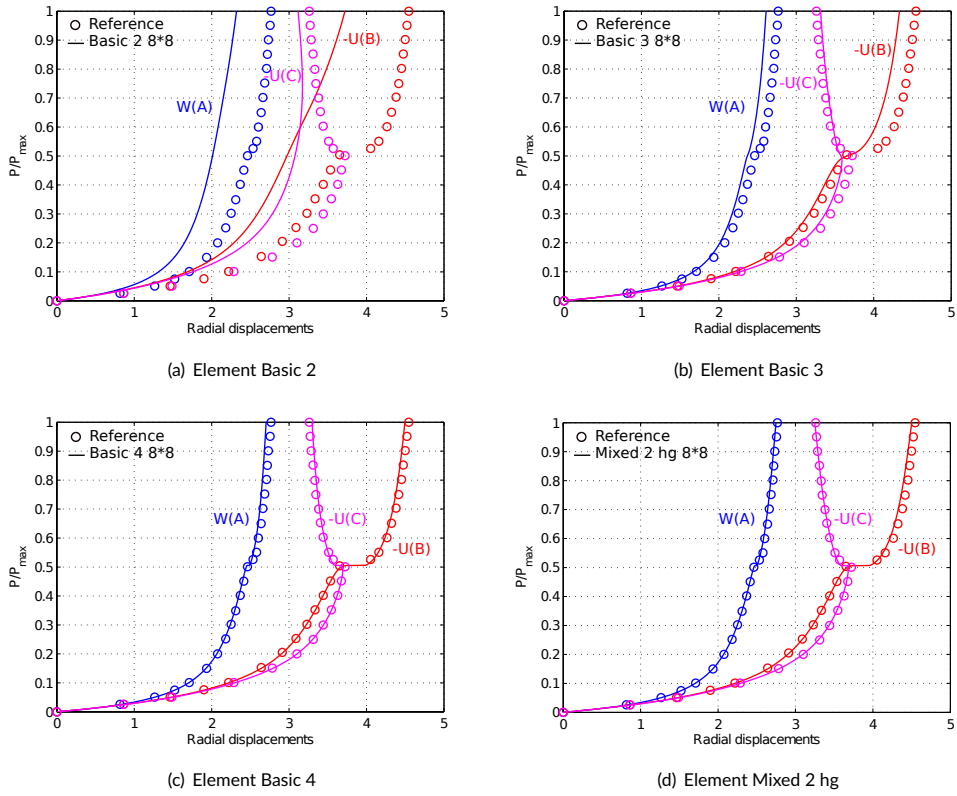 1
0.9
0.8
0.7
0.6
0.5
0.4
0.3
0.2
0.1
0
P/Pmax
Reference
Basic 2 8*8
W(A)
-U(C)
-U(B)
0 1 2 3 4 5
Radial displacements
(a) Element Basic 2
1
0.9
0.8
0.7
0.6
0.5
0.4
0.3
0.2
0.1
0
P/Pmax
Reference
Basic 3 8*8
-U(B)
-U(C)
W(A)
0 1 2 3 4 5
Radial displacements
(b) Element Basic 3
1
0.9
0.8
0.7
0.6
0.5
0.4
0.3
0.2
0.1
0
P/Pmax
Reference
Basic 4 8*8
W(A)
-U(C)
-U(B)
0 1 2 3 4 5
Radial displacements
(c) Element Basic 4
1
0.9
0.8
0.7
0.6
0.5
0.4
0.3
0.2
0.1
0
P/Pmax
Reference
Mixed 2 hg 8*8
W(A)
-U(C)
-U(B)
0 1 2 3 4 5
Radial displacements
(d) Element Mixed 2 hg